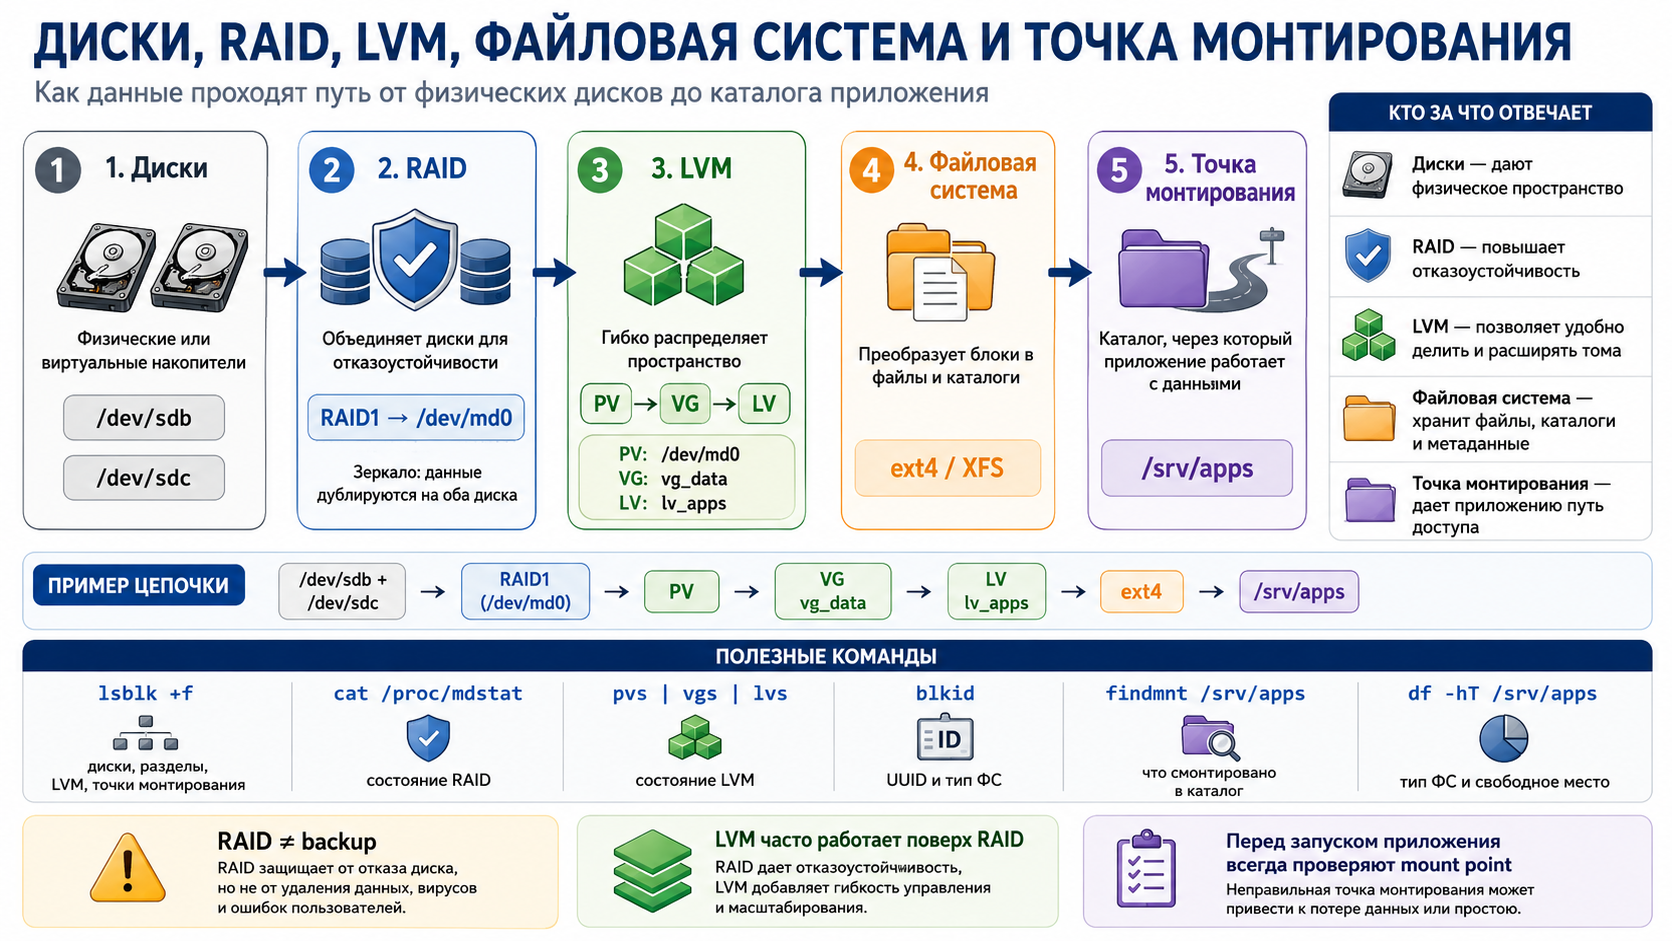 ДИСКИ, RAID, LVM, ФАЙЛОВАЯ СИСТЕМА И ТОЧКА МОНТИРОВАНИЯ
Как данные проходят путь от физических дисков до каталога приложения
1
1. Диски
Физические или
виртуальные накопители
/dev/sdb
/dev/sdc
2
2. RAID
Объединяет диски для
отказоустойчивости
RAID1 → /dev/md0
Зеркало: данные
дублируются на оба диска
3
3. LVM
Гибко распределяет
пространство
PV → VG → LV
PV: /dev/md0
VG: vg_data
LV: lv_apps
4
4. Файловая
система
Преобразует блоки в
файлы и каталоги
ext4 / XFS
5
5. Точка
монтирования
Каталог, через который
приложение работает
с данными
/srv/apps
КТО ЗА ЧТО ОТВЕЧАЕТ
Диски — дают
физическое пространство
RAID — повышает
отказоустойчивость
LVM — позволяет удобно
делить и расширять тома
Файловая система —
хранит файлы, каталоги
и метаданные
Точка монтирования —
дает приложению путь
доступа
ПРИМЕР ЦЕПОЧКИ
/dev/sdb +
/dev/sdc
→
RAID1
(/dev/md0)
→
PV
→
VG
vg_data
→
LV
lv_apps
→
ext4
→
/srv/apps
ПОЛЕЗНЫЕ КОМАНДЫ
lsblk +f
диски, разделы,
LVM, точки монтирования
cat /proc/mdstat
состояние RAID
pvs | vgs | lvs
состояние LVM
blkid
ID
UUID и тип ФС
findmnt /srv/apps
что смонтировано
в каталог
df -hT /srv/apps
тип ФС и свободное место
RAID ≠ backup
RAID защищает от отказа диска,
но не от удаления данных, вирусов
и ошибок пользователей.
LVM часто работает поверх RAID
RAID дает
LVM добавляет гибкость управления
и масштабирования.
Перед запуском приложения
всегда проверяют mount point
Неправильная точка монтирования может
привести к потере данных или простою.